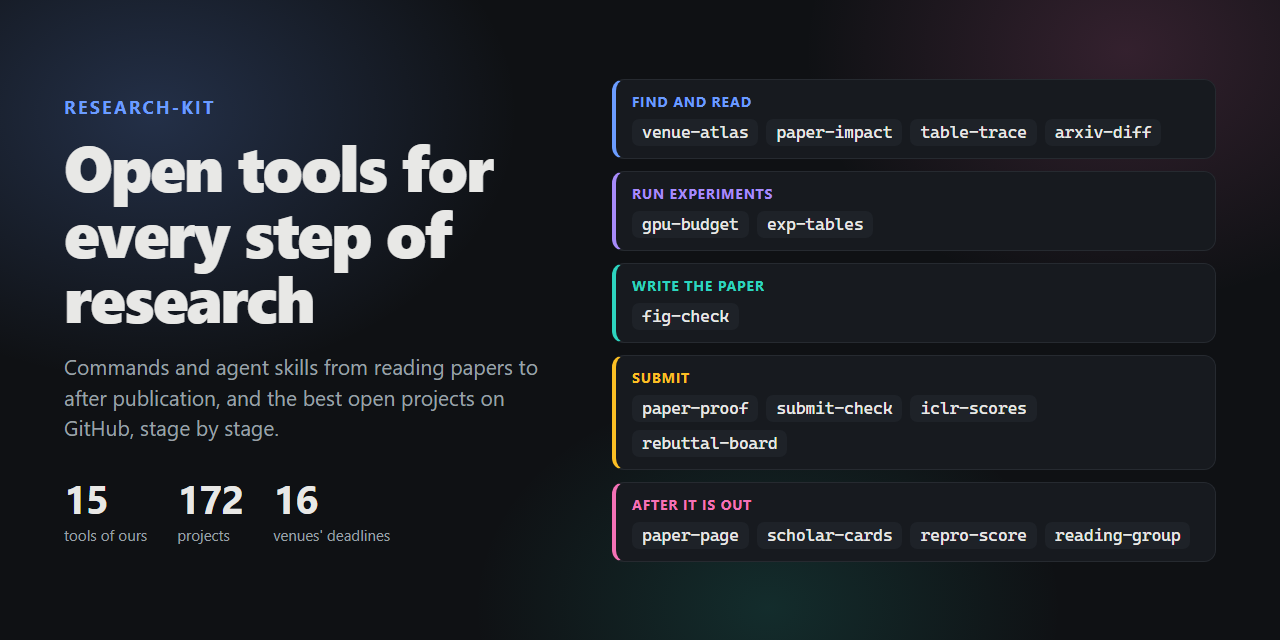 RESEARCH-KIT
Open tools for
every step of
research
Commands and agent skills from reading papers to
after publication, and the best open projects on
GitHub, stage by stage.
15 172 16
tools of ours projects venues' deadlines
FIND AND READ
venue-atlas paper-impact table-trace arxiv-diff
RUN EXPERIMENTS
gpu-budget exp-tables
WRITE THE PAPER
fig-check
SUBMIT
paper-proof submit-check iclr-scores
rebuttal-board
AFTER IT IS OUT
paper-page scholar-cards repro-score reading-group